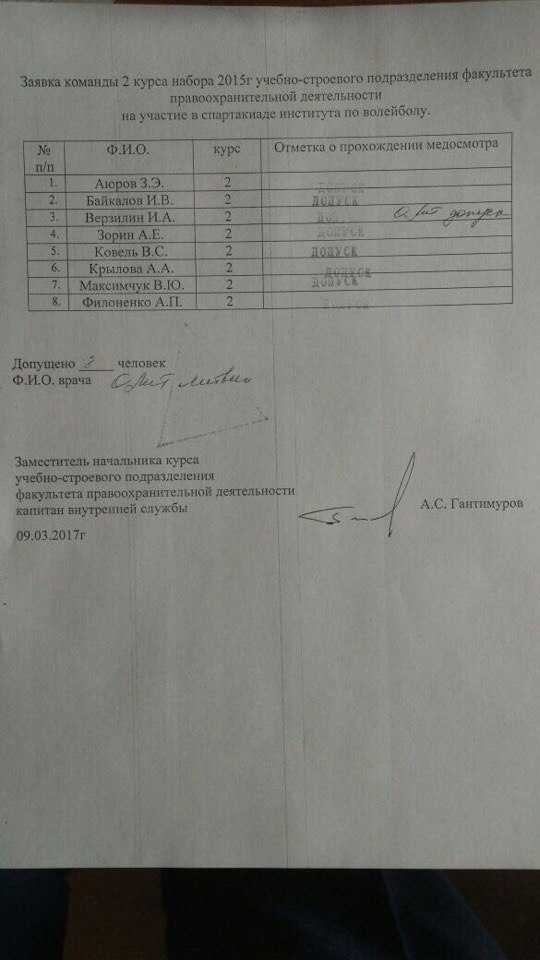 Заявка команды 2 курса набора 2015г учебно-строевого подразделения факультета
правоохранительной деятельности
на участие в спартакиаде института по волейболу.
№ п/п Ф.И.О. курс Отметка о прохождении медосмотра
1. Аюров З.Э. 2 ДОПУСК
2. Байкалов И.В. 2 ДОПУСК
3. Верзилин И.А. 2 ДОПУСК допуск
4. Зорин А.Е. 2 ДОПУСК
5. Ковель В.С. 2 ДОПУСК
6. Крылова А.А. 2 ДОПУСК
7. Максимчук В.Ю. 2 ДОПУСК
8. Филоненко А.П. 2 ДОПУСК
Допущено 8 человек
Ф.И.О. врача
Заместитель начальника курса
учебно-строевого подразделения
факультета правоохранительной деятельности
капитан внутренней службы А.С. Гантимуров
09.03.2017г